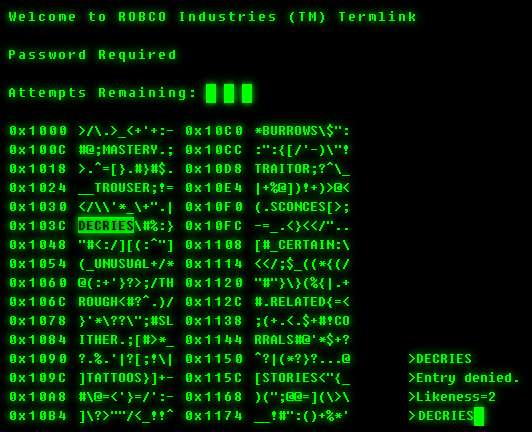 Welcome to ROBCO Industries (TM) Termlink
Password Required
Attempts Remaining:
0x1000 >/\.>_<+'+:- 0x10C0 *BURROWS\$":
0x100C #@;MASTERY.; 0x10CC :":{[/'-)\"!
0x1018 >.^=[}.#}#$. 0x10D8 TRAITOR;?^\_
0x1024 __TROUSER;!= 0x10E4 |+%@])!+)>@<
0x1030 </\\'*_\+".| 0x10F0 (.SCONCES[>;
0x103C DECRIES\#%:} 0x10FC -=_.<}<</"..
0x1048 "#<:/][(:^"] 0x1108 [#_CERTAIN:\
0x1054 (_UNUSUAL+/* 0x1114 <</;$_((*{(/
0x1060 @(:+'}?>;/TH 0x1120 "#"}\)(%{|.+
0x106C ROUGH<#?^.)/ 0x112C #.RELATED{=<
0x1078 }'*\??\";#SL 0x1138 ;(+.<.$+#!CO
0x1084 ITHER.;[#>*_ 0x1144 RRALS#@'*$+?
0x1090 ?.%.'|?[;!\| 0x1150 ^?|(*?}?...@ >DECRIES
0x109C ]TATTOOS}]+- 0x115C [STORIES<"{_ >Entry denied.
0x10A8 #\@=<'}=/':- 0x1168 )(";@@=](\>\ >Likeness=2
0x10B4 ]\?>""/<_!!^ 0x1174 __!#":()+%*' >DECRIES